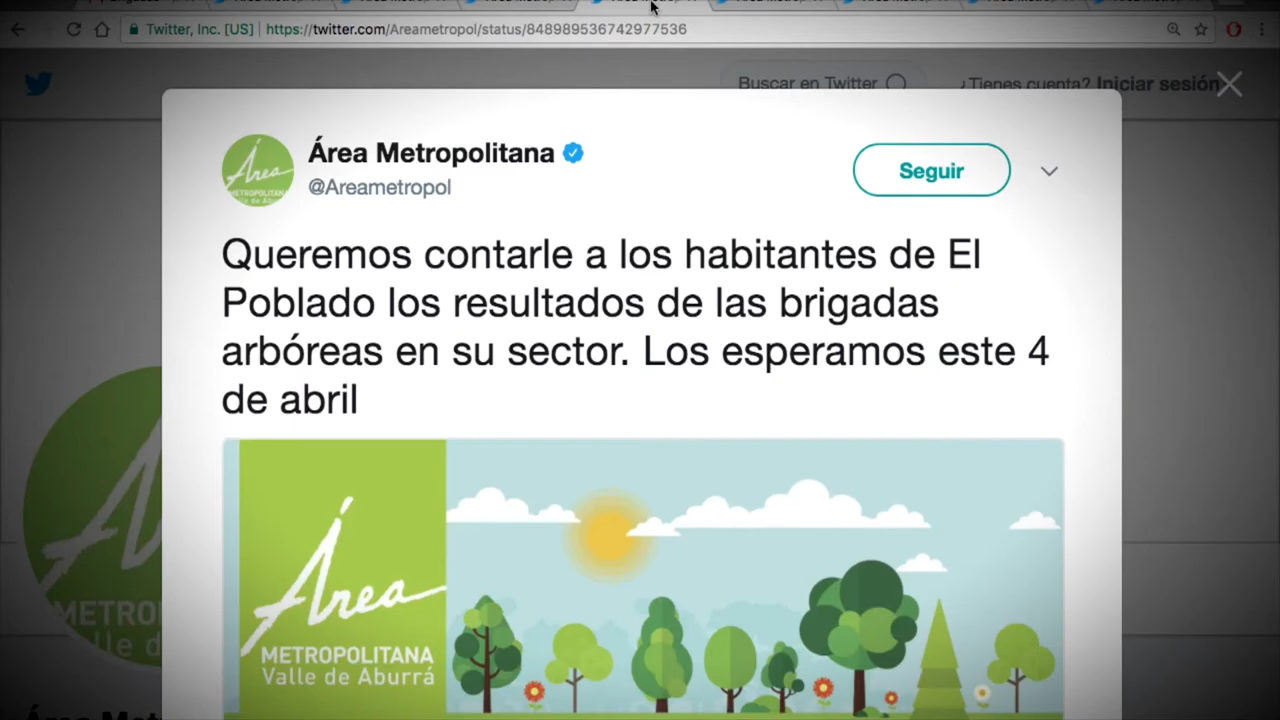 Twitter, Inc. [US] | https://twitter.com/Areametropol/status/848989536742977536
Buscar en Twitter
¿Tienes cuenta? Iniciar sesión
Área Metropolitana
@Areametropol
Seguir
Queremos contarle a los habitantes de El
Poblado los resultados de las brigadas
arbóreas en su sector. Los esperamos este 4
de abril
Área
METROPOLITANA
Valle de Aburrá